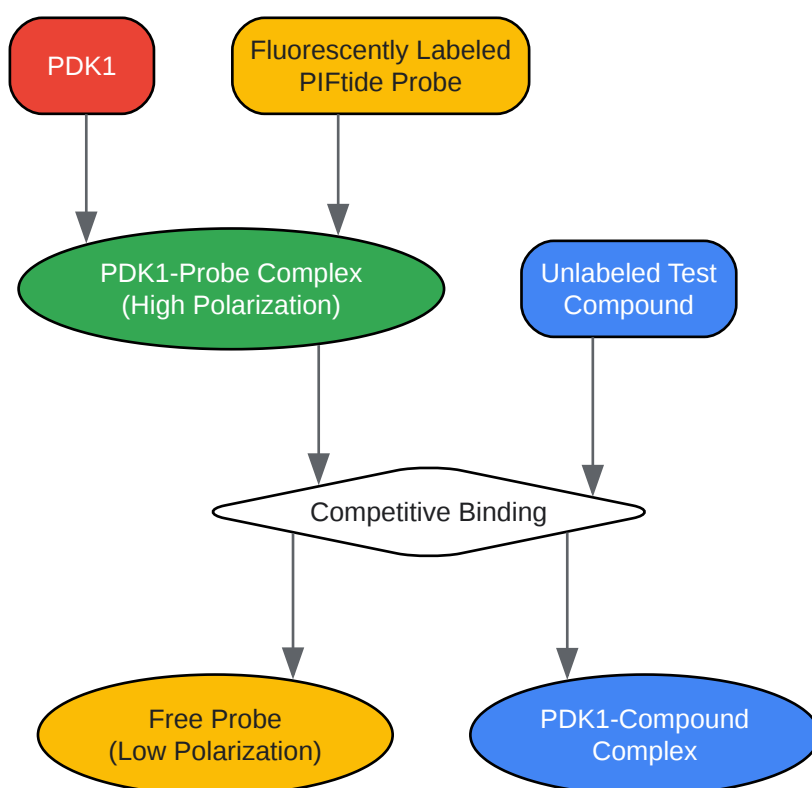 PDK1
Fluorescently Labeled
PIFtide Probe
PDK1-Probe Complex
(High Polarization)
Unlabeled Test
Compound
Competitive Binding
Free Probe
(Low Polarization)
PDK1-Compound
Complex